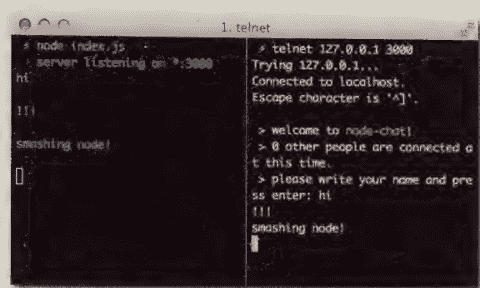 1. telnet
⚡ node index.js
server listening on *:3000
hi
!!!
smashing node!
⚡ telnet 127.0.0.1 3000
Trying 127.0.0.1...
Connected to localhost.
Escape character is '^]'.
> welcome to node-chat!
> 0 other people are connected a
t this time.
> please write your name and pre
ss enter: hi
!!!
smashing node!